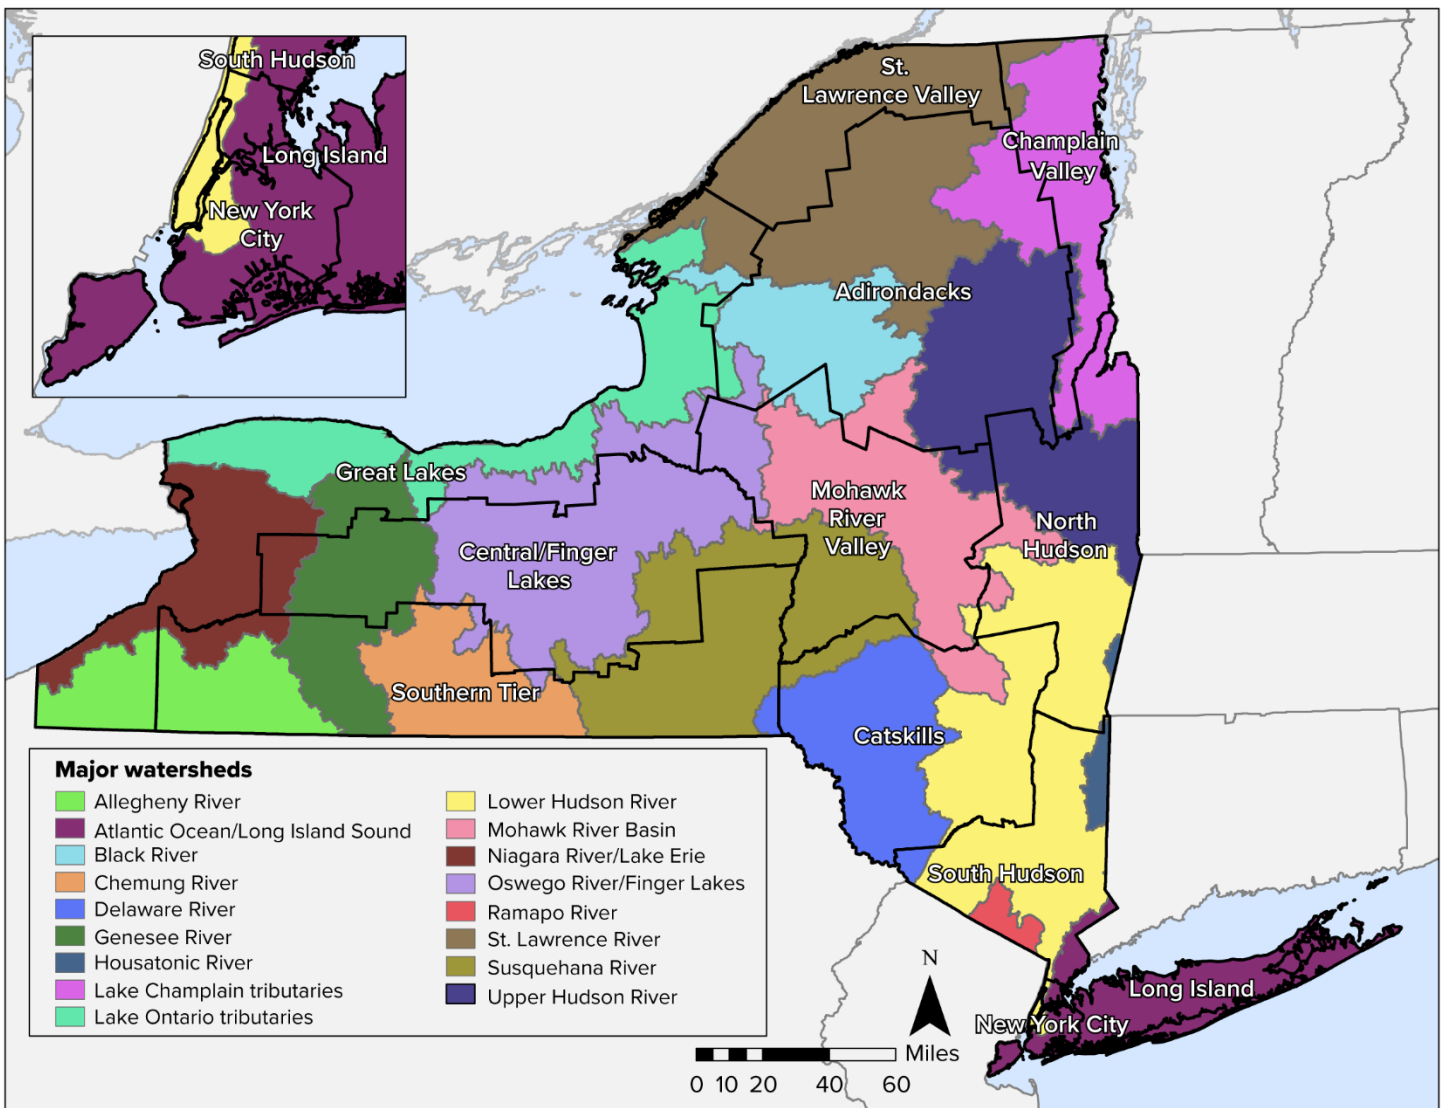 South Hudson
Long Island
New York
City
St.
Lawrence Valley
Champlain
Valley
Adirondacks
Great Lakes
Mohawk
River
Valley
North
Hudson
Central/Finger
Lakes
Southern Tier
Catskills
South Hudson
Long Island
New York City
Major watersheds
Allegheny River
Atlantic Ocean/Long Island Sound
Black River
Chemung River
Delaware River
Genesee River
Housatonic River
Lake Champlain tributaries
Lake Ontario tributaries
Lower Hudson River
Mohawk River Basin
Niagara River/Lake Erie
Oswego River/Finger Lakes
Ramapo River
St. Lawrence River
Susquehana River
Upper Hudson River
N
Miles
0 10 20 40 60